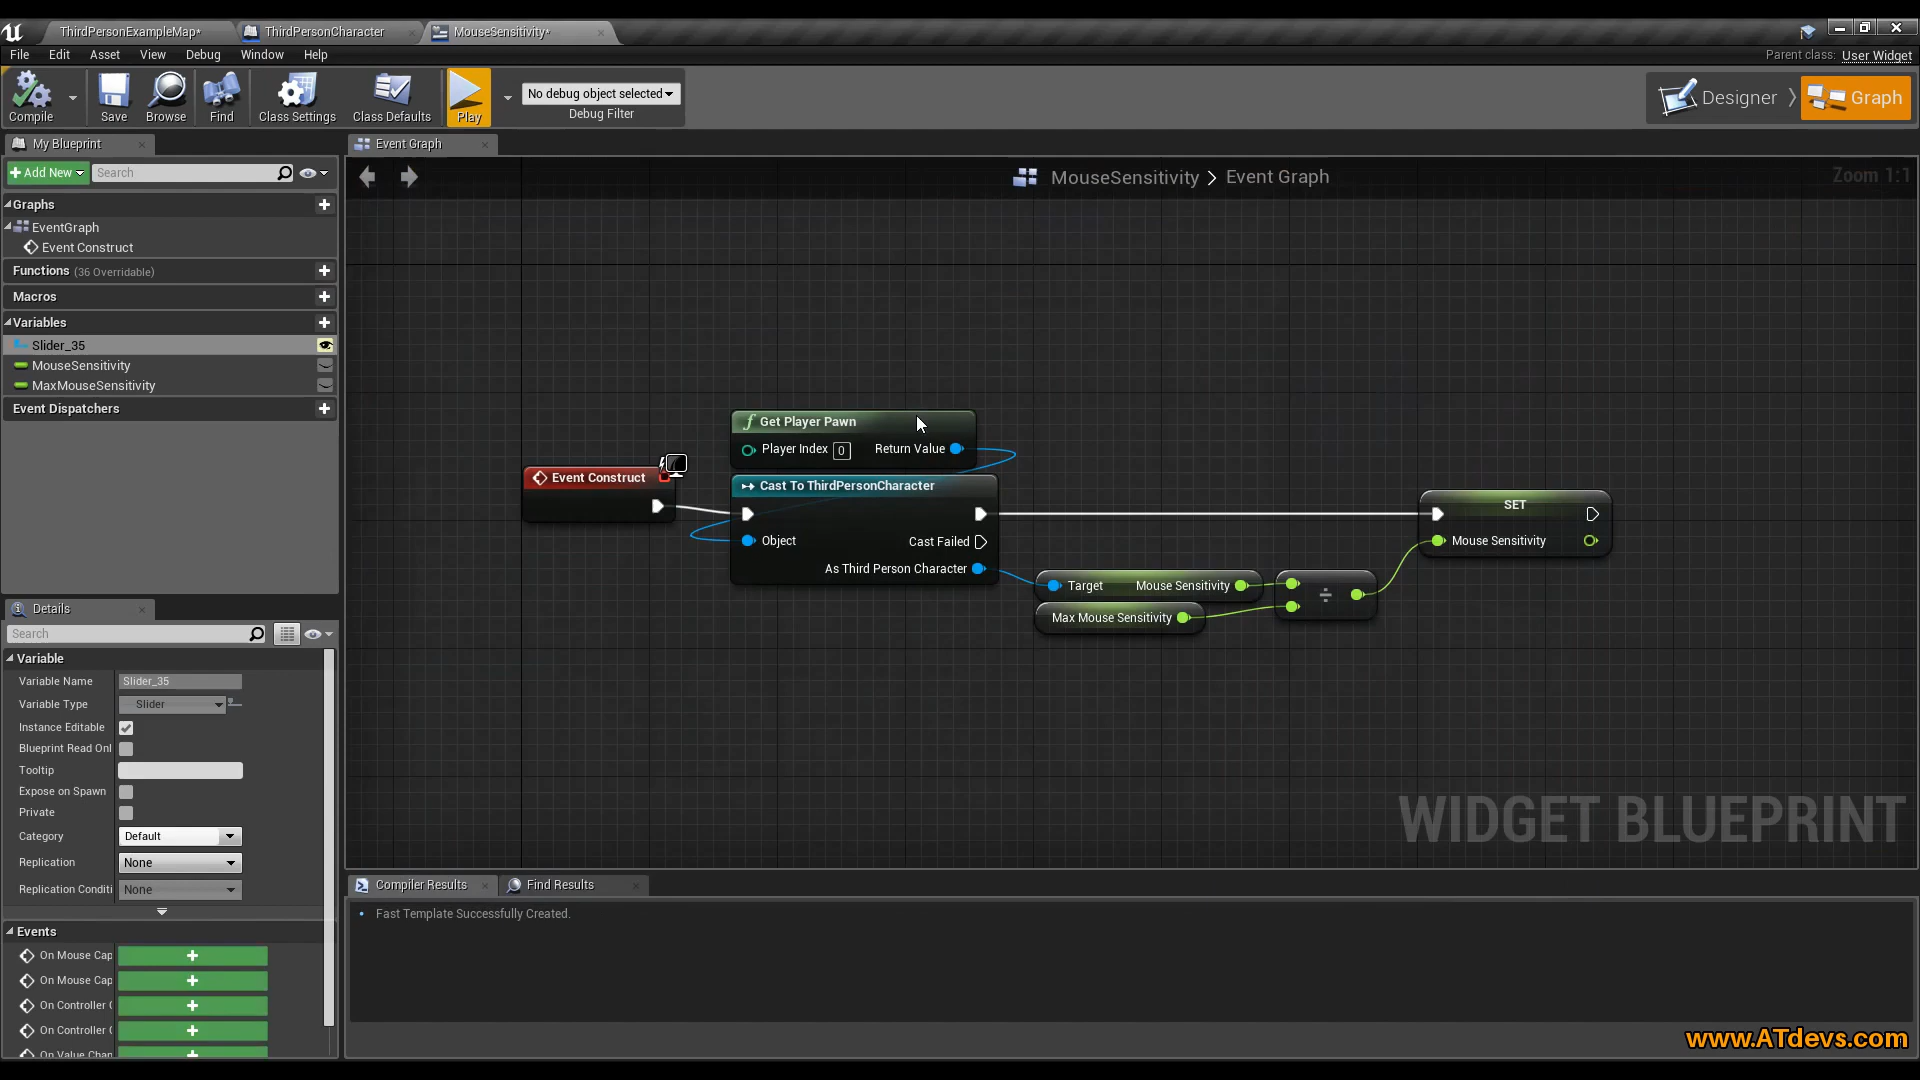 ThirdPersonExampleMap*
ThirdPersonCharacter
MouseSensitivity*
File Edit Asset View Debug Window Help
Parent class: User Widget
Compile
Save
Browse
Find
Class Settings
Class Defaults
Play
No debug object selected
Debug Filter
Designer
Graph
My Blueprint
Event Graph
Add New
Search
MouseSensitivity > Event Graph
Zoom 1:1
Graphs
EventGraph
Event Construct
Functions (36 Overridable)
Macros
Variables
Slider_35
MouseSensitivity
MaxMouseSensitivity
Event Dispatchers
Get Player Pawn
Player Index 0 Return Value
Event Construct
Cast To ThirdPersonCharacter
Object
Cast Failed
As Third Person Character
Target Mouse Sensitivity
Max Mouse Sensitivity
÷
SET
Mouse Sensitivity
WIDGET BLUEPRINT
Details
Search
Variable
Variable Name Slider_35
Variable Type Slider
Instance Editable
Blueprint Read Onl
Tooltip
Expose on Spawn
Private
Category Default
Replication None
Replication Conditi None
Events
On Mouse Cap
On Mouse Cap
On Controller C
On Controller C
On Value Chan
Compiler Results
Find Results
Fast Template Successfully Created.
www.ATdevs.com